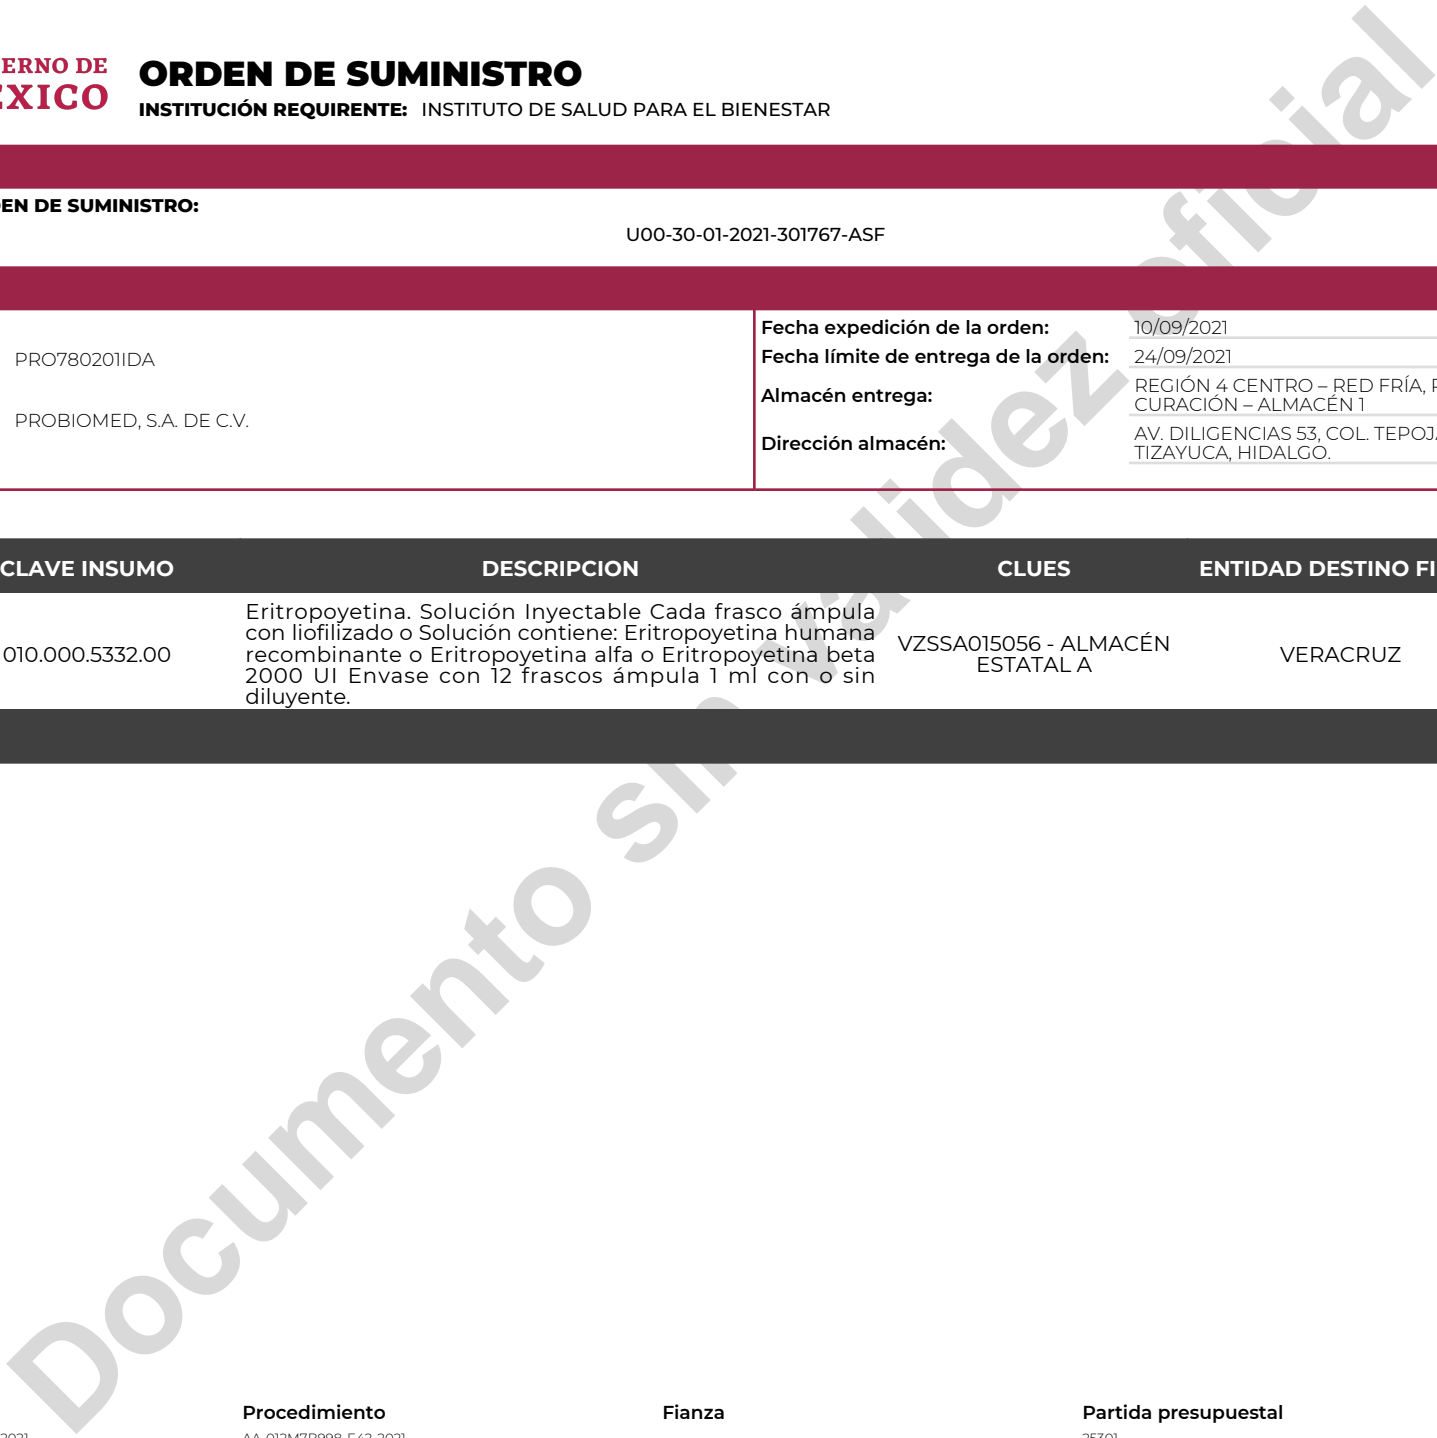 ERNO DE
EXICO
ORDEN DE SUMINISTRO
INSTITUCIÓN REQUIRENTE: INSTITUTO DE SALUD PARA EL BIENESTAR
EN DE SUMINISTRO:
U00-30-01-2021-301767-ASF
PRO780201IDA
PROBIOMED, S.A. DE C.V.
Fecha expedición de la orden: 10/09/2021
Fecha límite de entrega de la orden: 24/09/2021
Almacén entrega: REGIÓN 4 CENTRO – RED FRÍA,
CURACIÓN – ALMACÉN 1
Dirección almacén: AV. DILIGENCIAS 53, COL. TEPOJ
TIZAYUCA, HIDALGO.
CLAVE INSUMO DESCRIPCION CLUES ENTIDAD DESTINO FI
010.000.5332.00
Eritropoyetina. Solución Inyectable Cada frasco ámpula
con liofilizado o Solución contiene: Eritropoyetina humana
recombinante o Eritropoyetina alfa o Eritropoyetina beta
2000 UI Envase con 12 frascos ámpula 1 ml con o sin
diluyente.
VZSSA015056 - ALMACÉN
ESTATAL A
VERACRUZ
Documento sin validez oficial
Procedimiento Fianza Partida presupuestal